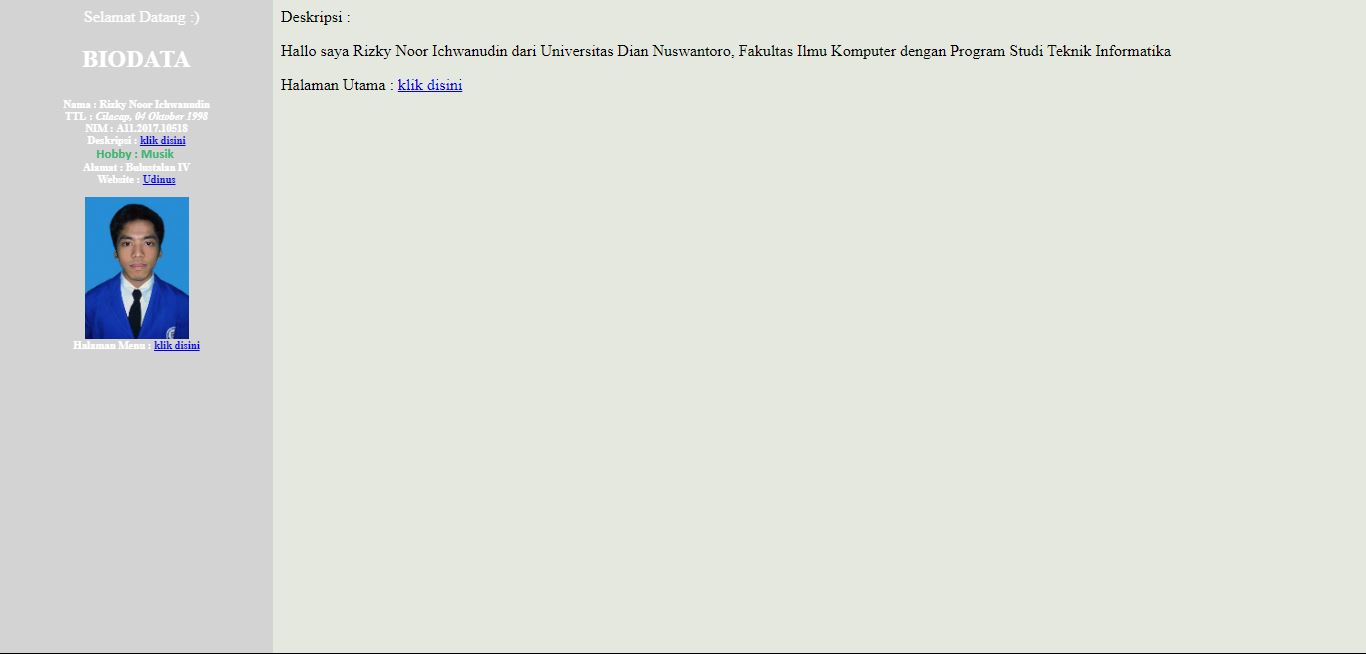 Selamat Datang :)
BIODATA
Nama : Rizky Noor Ichwanudin
TTL : Cilacap, 04 Oktober 1998
NIM : A11.2017.10518
Deskripsi : klik disini
Hobby : Musik
Alamat : Bulustalan IV
Website : Udinus
Halaman Menu : klik disini
Deskripsi :
Hallo saya Rizky Noor Ichwanudin dari Universitas Dian Nuswantoro, Fakultas Ilmu Komputer dengan Program Studi Teknik Informatika
Halaman Utama : klik disini